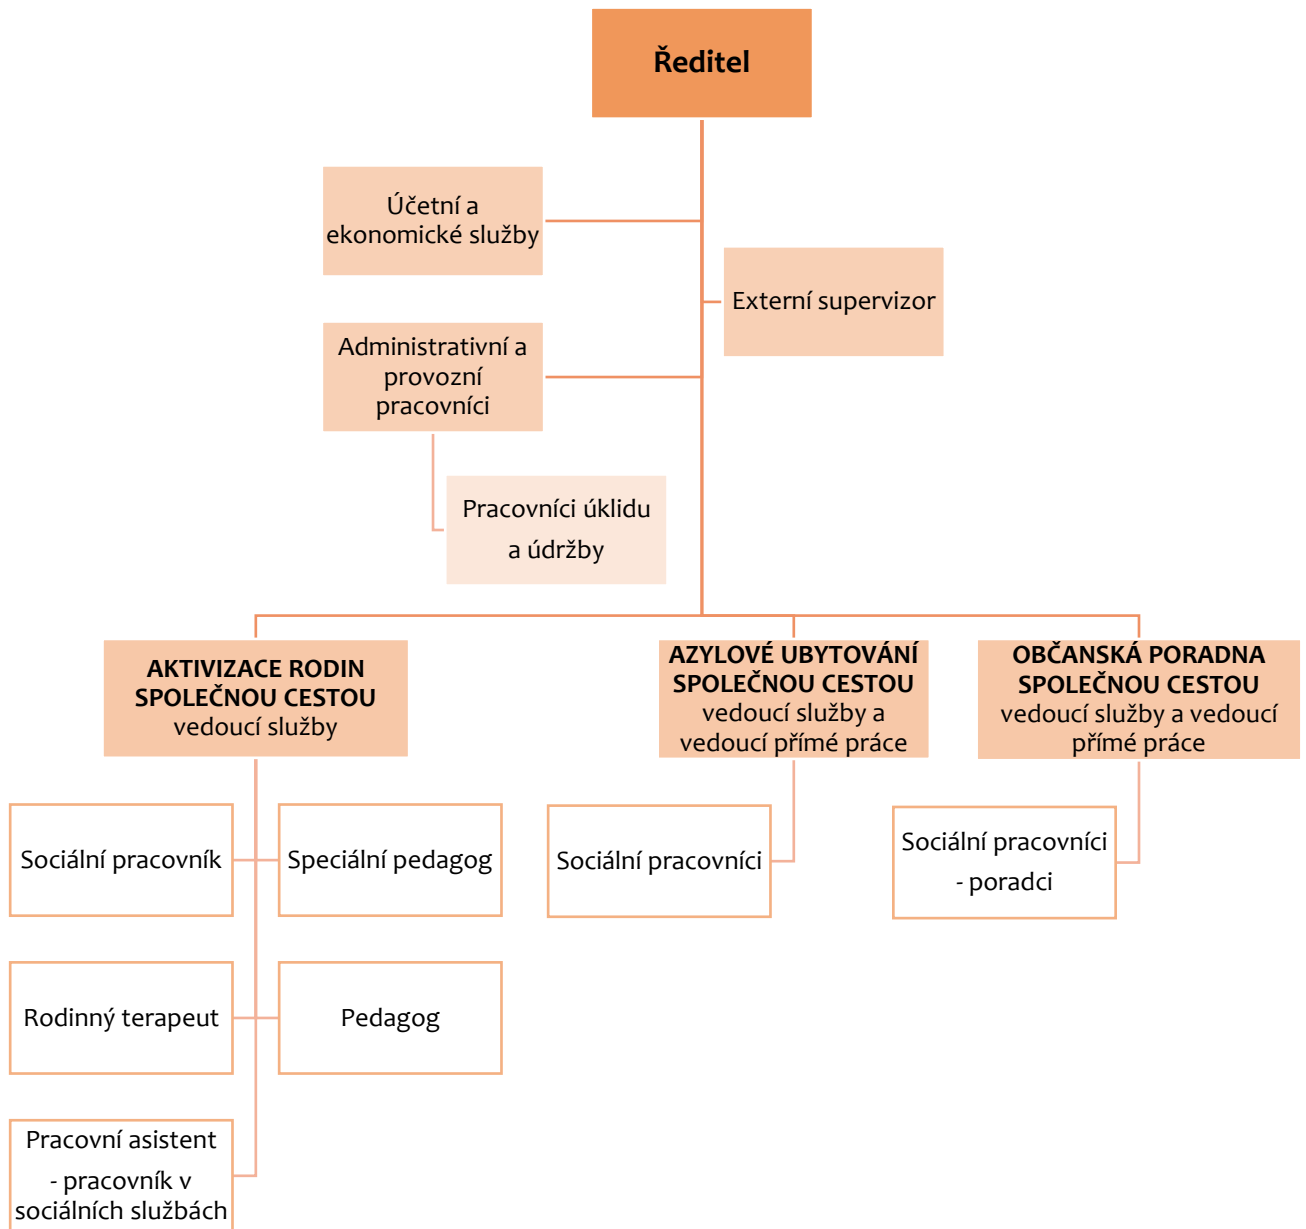 Ředitel
Účetní a
ekonomické služby
Externí supervizor
Administrativní a
provozní
pracovníci
Pracovníci úklidu
a údržby
AKTIVIZACE RODIN
SPOLEČNOU CESTOU
vedoucí služby
AZYLOVÉ UBYTOVÁNÍ
SPOLEČNOU CESTOU
vedoucí služby a
vedoucí přímé práce
OBČANSKÁ PORADNA
SPOLEČNOU CESTOU
vedoucí služby a vedoucí
přímé práce
Sociální pracovník
Speciální pedagog
Sociální pracovníci
Sociální pracovníci
- poradci
Rodinný terapeut
Pedagog
Pracovní asistent
- pracovník v
sociálních službách